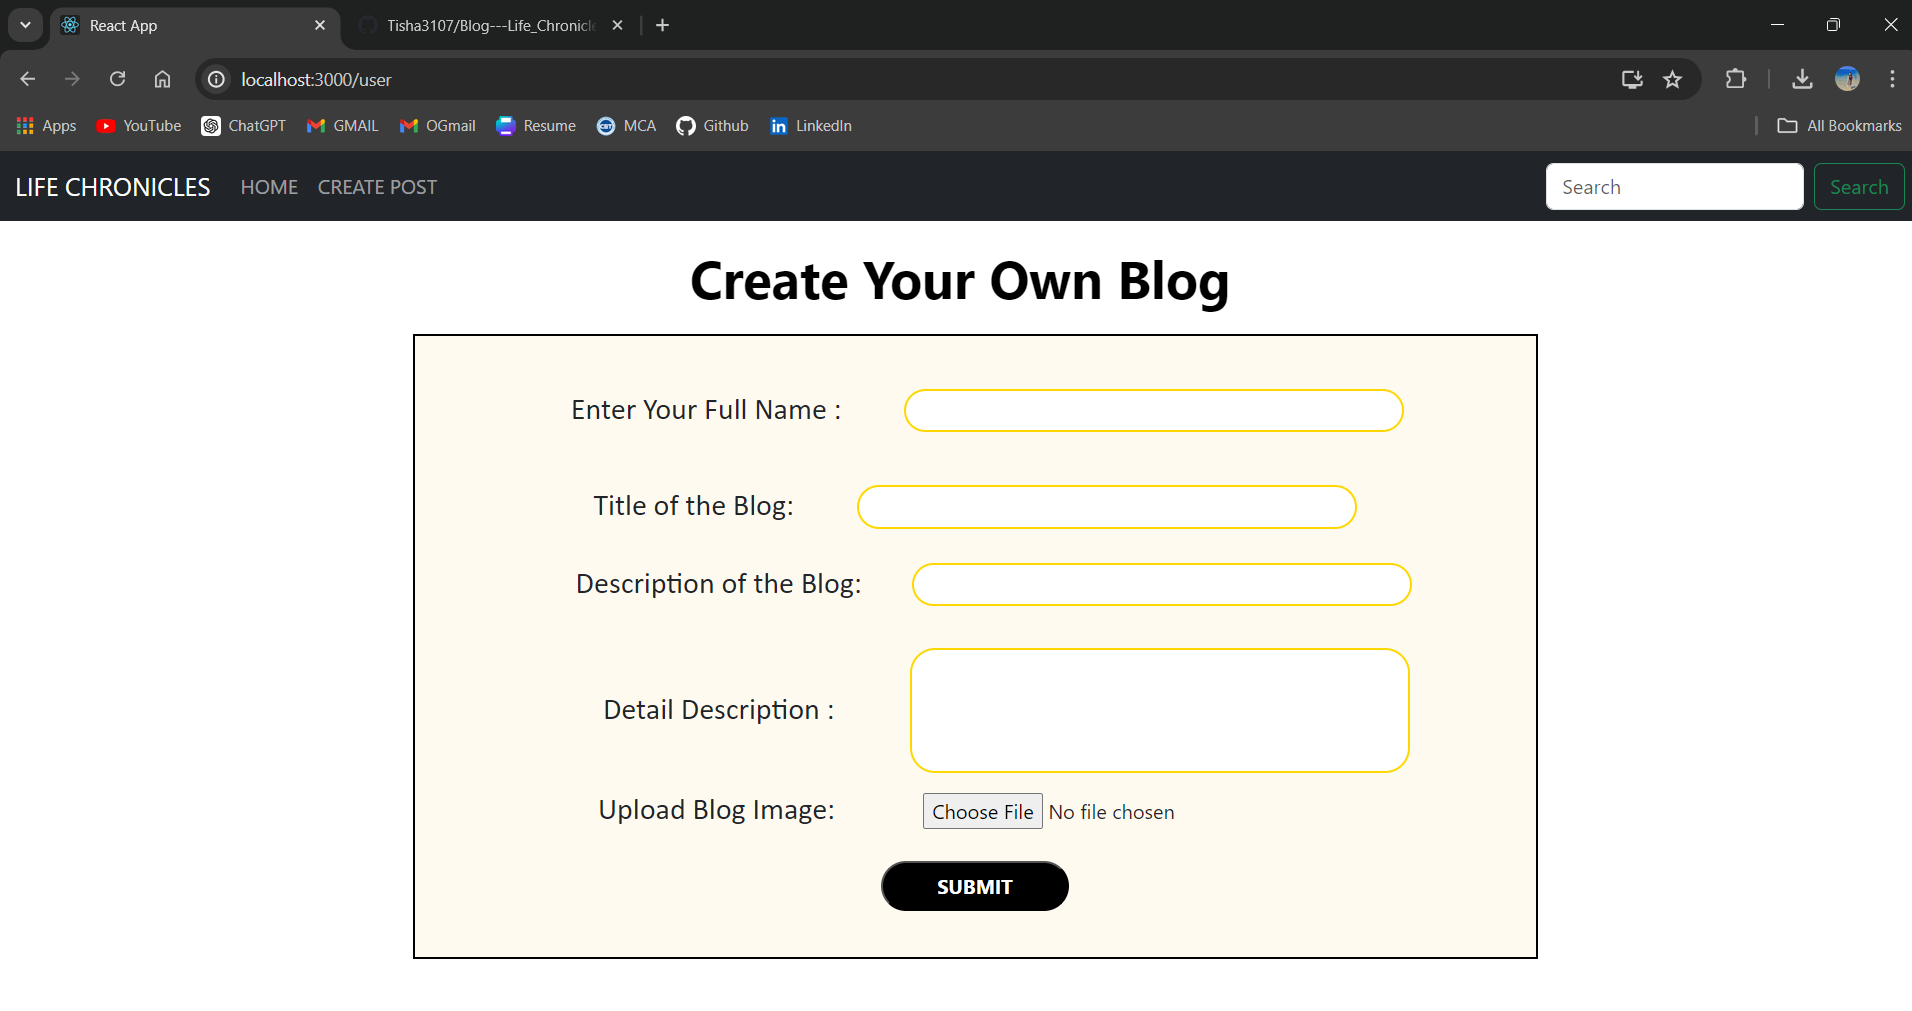 React App
Tisha3107/Blog---Life_Chronicle
localhost:3000/user
Apps YouTube ChatGPT GMAIL OGmail Resume MCA Github LinkedIn All Bookmarks
LIFE CHRONICLES HOME CREATE POST Search Search
Create Your Own Blog
Enter Your Full Name :
Title of the Blog:
Description of the Blog:
Detail Description :
Upload Blog Image: Choose File No file chosen
SUBMIT